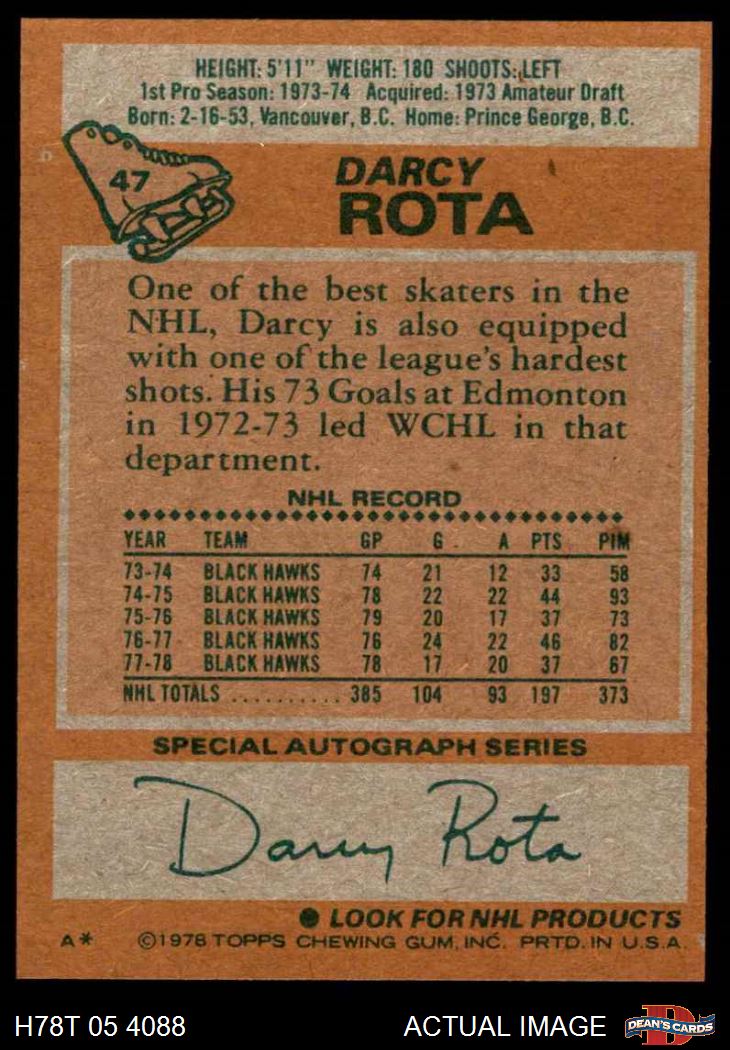 HEIGHT: 5'11" WEIGHT: 180 SHOOTS: LEFT
1st Pro Season: 1973-74 Acquired: 1973 Amateur Draft
Born: 2-16-53, Vancouver, B.C. Home: Prince George, B.C.
47
DARCY
ROTA
One of the best skaters in the
NHL, Darcy is also equipped
with one of the league's hardest
shots. His 73 Goals at Edmonton
in 1972-73 led WCHL in that
department.
NHL RECORD
YEAR TEAM GP G A PTS PIM
73-74 BLACK HAWKS 74 21 12 33 58
74-75 BLACK HAWKS 78 22 22 44 93
75-76 BLACK HAWKS 79 20 17 37 73
76-77 BLACK HAWKS 76 24 22 46 82
77-78 BLACK HAWKS 78 17 20 37 67
NHL TOTALS .......... 385 104 93 197 373
SPECIAL AUTOGRAPH SERIES
Darcy Rota
● LOOK FOR NHL PRODUCTS
A* ©1978 TOPPS CHEWING GUM, INC. PRTD. IN U.S.A.
H78T 05 4088 ACTUAL IMAGE DEAN'S CARDS